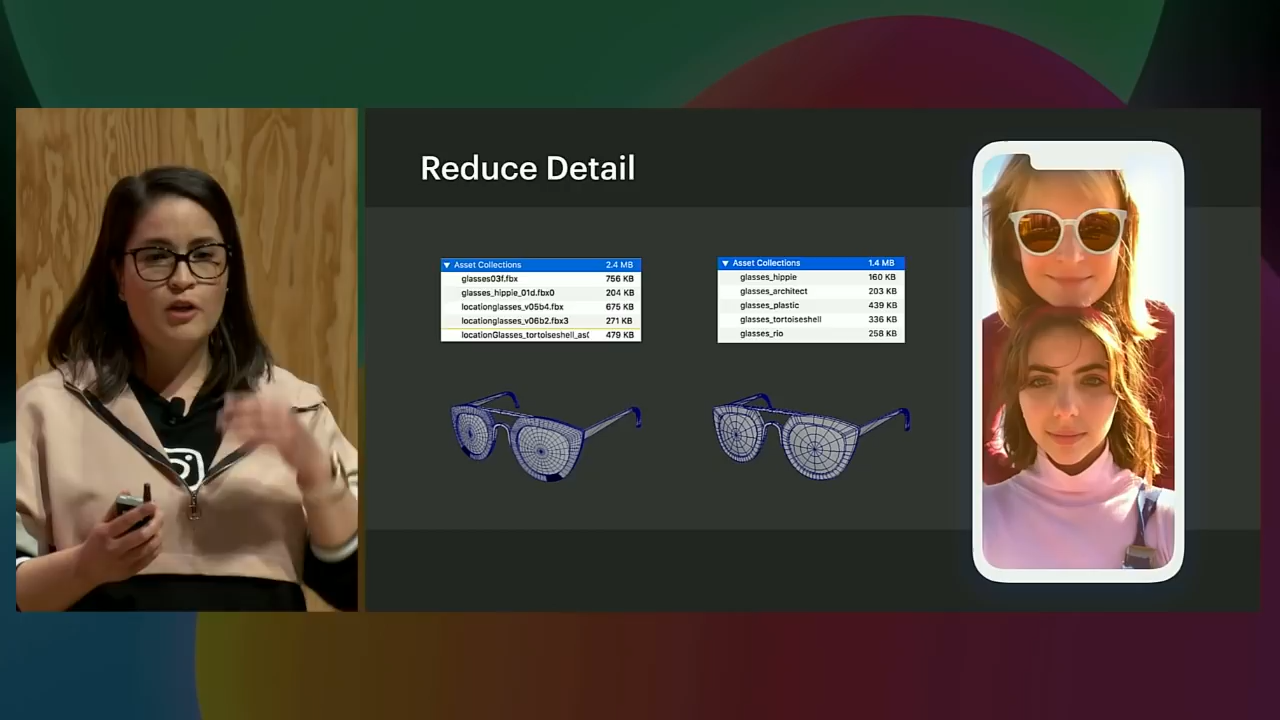 Reduce Detail
Asset Collections 2.4 MB
glasses03f.fbx 756 KB
glasses_hippie_01d.fbx0 204 KB
locationglasses_v05b4.fbx 675 KB
locationglasses_v06b2.fbx3 271 KB
locationGlasses_tortoiseshell_as( 479 KB
Asset Collections 1.4 MB
glasses_hippie 160 KB
glasses_architect 203 KB
glasses_plastic 439 KB
glasses_tortoiseshell 336 KB
glasses_rio 258 KB